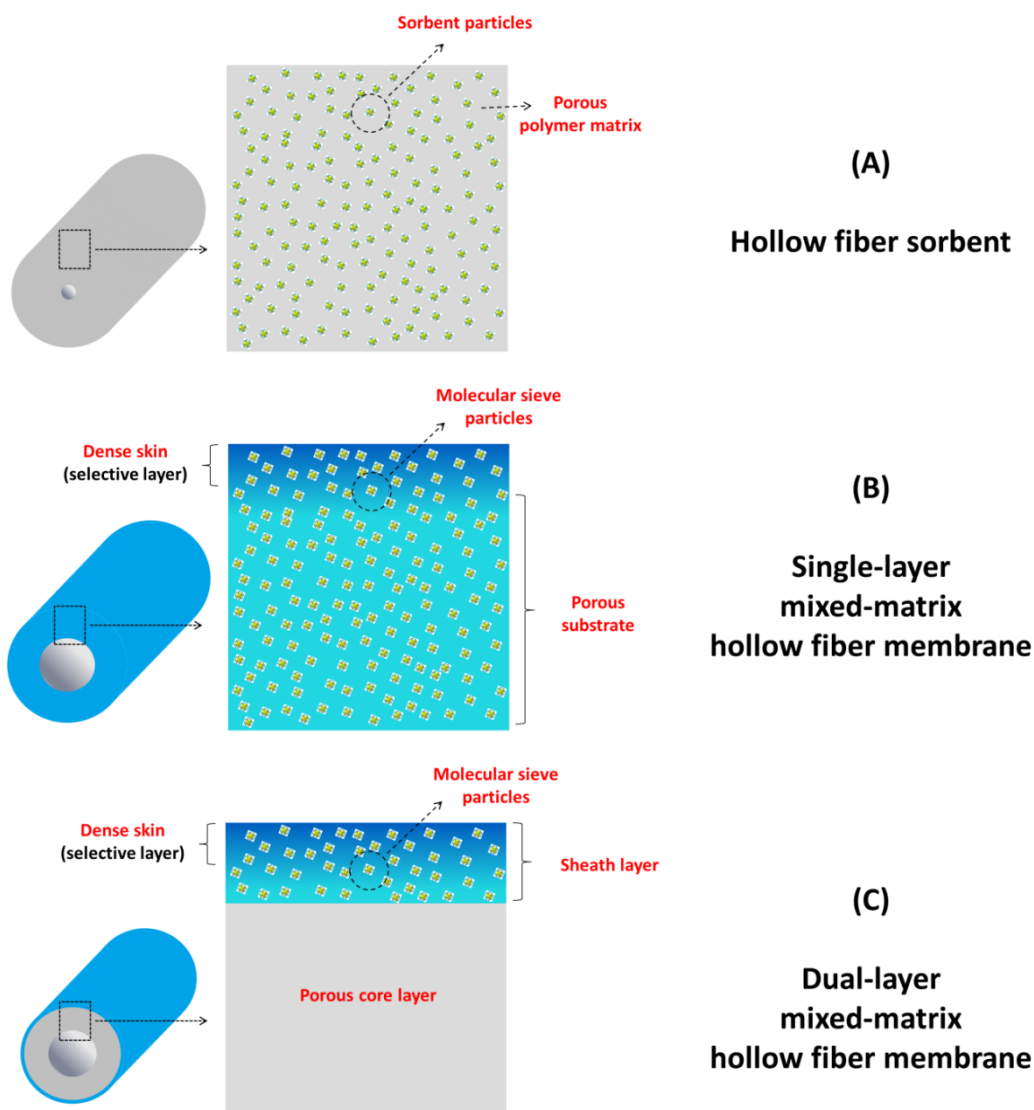 Sorbent particles
Porous
polymer matrix
(A)
Hollow fiber sorbent
Molecular sieve
particles
Dense skin
(selective layer)
Porous
substrate
(B)
Single-layer
mixed-matrix
hollow fiber membrane
Molecular sieve
particles
Dense skin
(selective layer)
Sheath layer
Porous core layer
(C)
Dual-layer
mixed-matrix
hollow fiber membrane